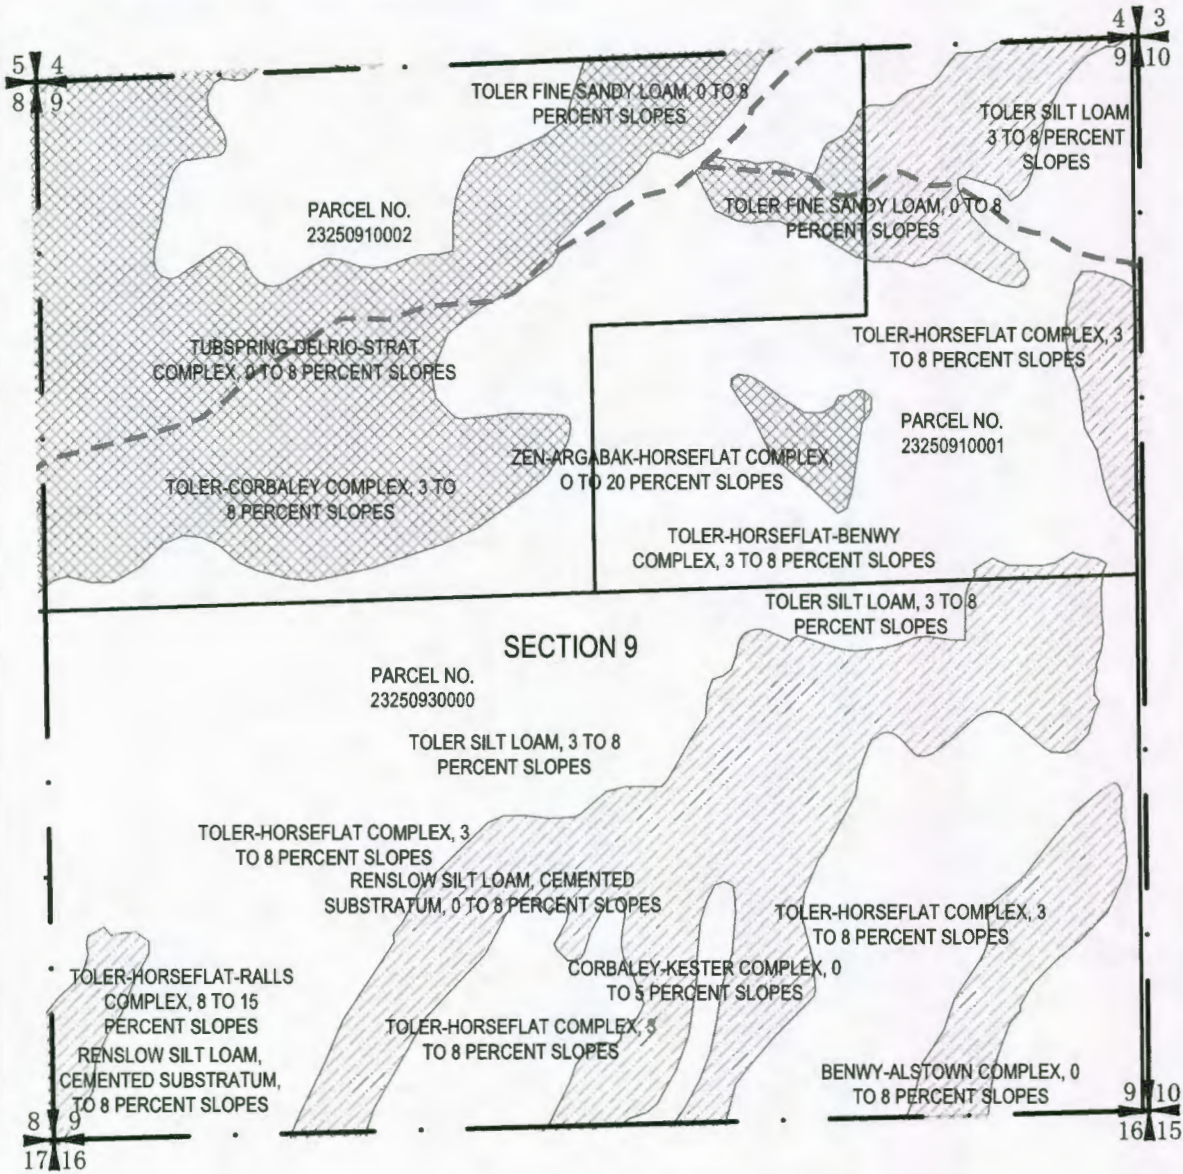 4 3
9 10
5 4
8 9
TOLER FINE SANDY LOAM, 0 TO 8
PERCENT SLOPES
TOLER SILT LOAM
3 TO 8 PERCENT
SLOPES
PARCEL NO.
23250910002
TOLER FINE SANDY LOAM, 0 TO 8
PERCENT SLOPES
TUBSPRING-DELRIO-STRAT
COMPLEX, 0 TO 8 PERCENT SLOPES
TOLER-HORSEFLAT COMPLEX, 3
TO 8 PERCENT SLOPES
PARCEL NO.
23250910001
ZEN-ARGABAK-HORSEFLAT COMPLEX,
O TO 20 PERCENT SLOPES
TOLER-CORBALEY COMPLEX, 3 TO
8 PERCENT SLOPES
TOLER-HORSEFLAT-BENWY
COMPLEX, 3 TO 8 PERCENT SLOPES
TOLER SILT LOAM, 3 TO 8
PERCENT SLOPES
SECTION 9
PARCEL NO.
23250930000
TOLER SILT LOAM, 3 TO 8
PERCENT SLOPES
TOLER-HORSEFLAT COMPLEX, 3
TO 8 PERCENT SLOPES
RENSLOW SILT LOAM, CEMENTED
SUBSTRATUM, 0 TO 8 PERCENT SLOPES
TOLER-HORSEFLAT COMPLEX, 3
TO 8 PERCENT SLOPES
CORBALEY-KESTER COMPLEX, 0
TO 5 PERCENT SLOPES
TOLER-HORSEFLAT-RALLS
COMPLEX, 8 TO 15
PERCENT SLOPES
TOLER-HORSEFLAT COMPLEX, 3
TO 8 PERCENT SLOPES
RENSLOW SILT LOAM,
CEMENTED SUBSTRATUM,
TO 8 PERCENT SLOPES
BENWY-ALSTOWN COMPLEX, 0
TO 8 PERCENT SLOPES
8 9
17 16
9 10
16 15